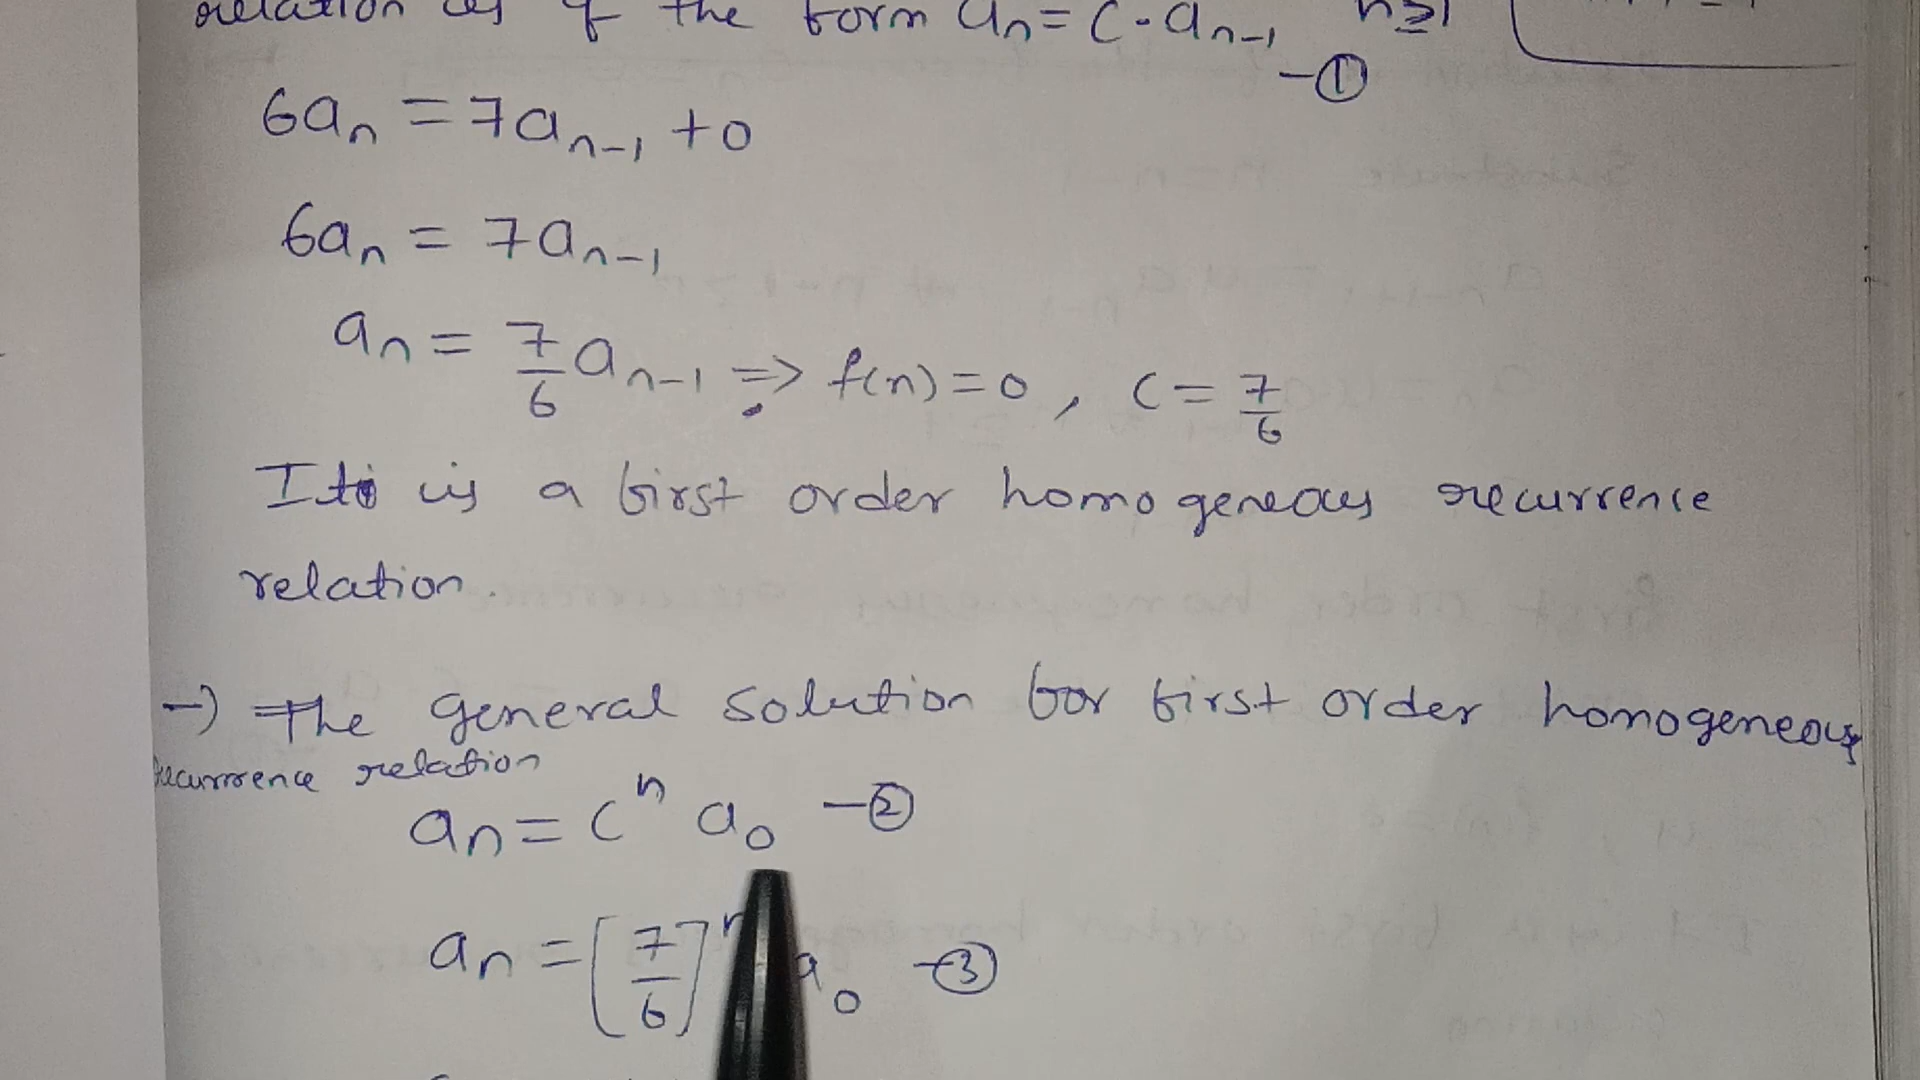 relation is of the form an = C·an-1, n≥1
—①
6an = 7an-1 + 0
6an = 7an-1
an = 7/6 an-1 => f(n) = 0, C = 7/6
It is a first order homogeneous recurrence
relation.
→ The general solution for first order homogeneous
recurrence relation
an = C^n a0 —②
an = [7/6]^n a0 —③